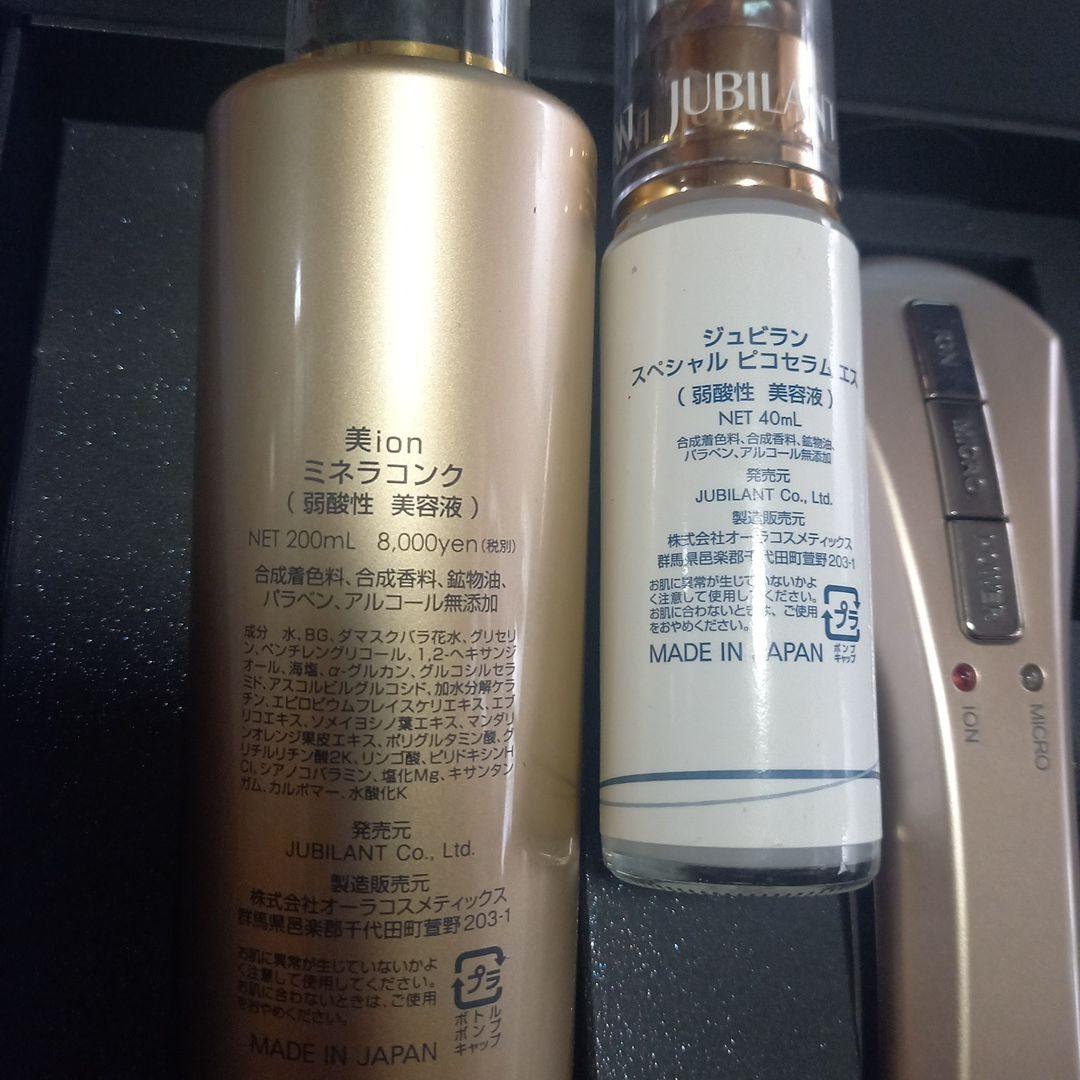 美ion
ミネラコンク
( 弱酸性 美容液 )
NET 200mL 8,000yen(税別)
合成着色料、合成香料、鉱物油、
パラベン、アルコール無添加
成分 水、BG、ダマスクバラ花水、グリセリ
ン、ペンチレングリコール、1,2-ヘキサンジ
オール、海塩、α-グルカン、グルコシルセラ
ミド、アスコルビルグルコシド、加水分解ケラ
チン、エピロビウムフレイスケリエキス、エブ
リコエキス、ソメイヨシノ葉エキス、マンダリ
ンオレンジ果皮エキス、ポリグルタミン酸、グ
リチルリチン酸2K、リンゴ酸、ピリドキシンH
Cl、シアノコバラミン、塩化Mg、キサンタン
ガム、カルボマー、水酸化K
発売元
JUBILANT Co., Ltd.
製造販売元
株式会社オーラコスメティックス
群馬県邑楽郡千代田町萱野203-1
お肌に異常が生じていないかよ
く注意して使用してください。
お肌に合わないときは、ご使用
をおやめください。
プラ
ボトル
ポンプ
キャップ
MADE IN JAPAN
JUBILANT
ジュビラン
スペシャル ピコセラム エス
( 弱酸性 美容液 )
NET 40mL
合成着色料、合成香料、鉱物油、
パラベン、アルコール無添加
発売元
JUBILANT Co., Ltd.
製造販売元
株式会社オーラコスメティックス
群馬県邑楽郡千代田町萱野203-1
お肌に異常が生じていないかよ
く注意して使用してください。
お肌に合わないときは、ご使用
をおやめください。
プラ
ポンプ
キャップ
MADE IN JAPAN
ION
MICRO
POWER
ION
MICRO